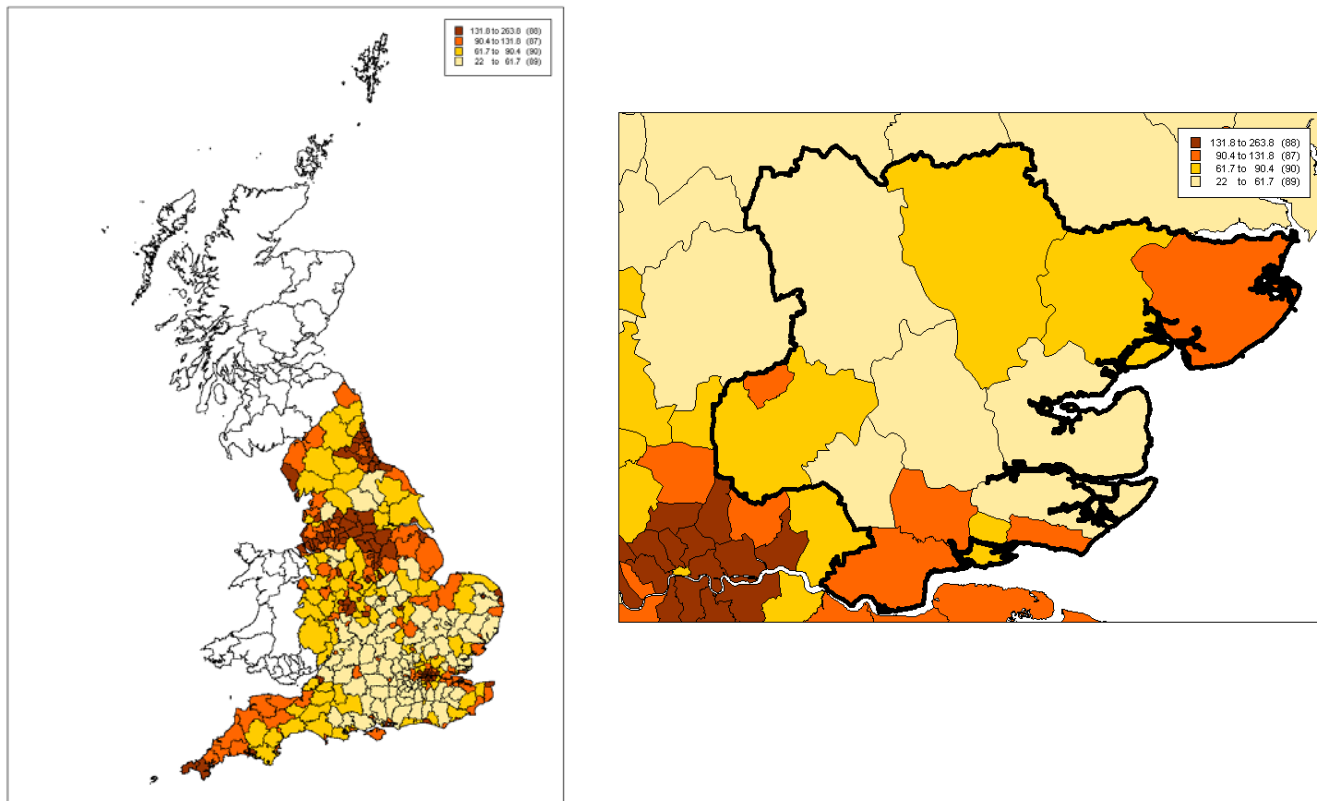 131.8 to 263.8 (88)
90.4 to 131.8 (87)
61.7 to 90.4 (90)
22 to 61.7 (89)
131.8 to 263.8 (88)
90.4 to 131.8 (87)
61.7 to 90.4 (90)
22 to 61.7 (89)